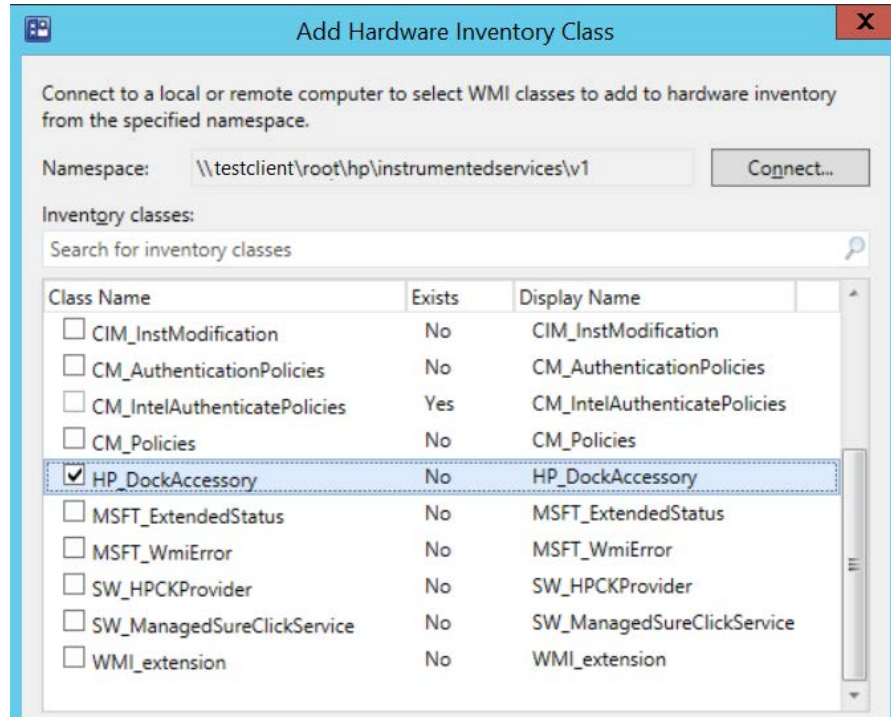 Add Hardware Inventory Class
X
Connect to a local or remote computer to select WMI classes to add to hardware inventory
from the specified namespace.
Namespace: \\testclient\root\hp\instrumentedservices\v1 Connect...
Inventory classes:
Search for inventory classes
Class Name Exists Display Name
CIM_InstModification No CIM_InstModification
CM_AuthenticationPolicies No CM_AuthenticationPolicies
CM_IntelAuthenticatePolicies Yes CM_IntelAuthenticatePolicies
CM_Policies No CM_Policies
HP_DockAccessory No HP_DockAccessory
MSFT_ExtendedStatus No MSFT_ExtendedStatus
MSFT_WmiError No MSFT_WmiError
SW_HPCKProvider No SW_HPCKProvider
SW_ManagedSureClickService No SW_ManagedSureClickService
WMI_extension No WMI_extension